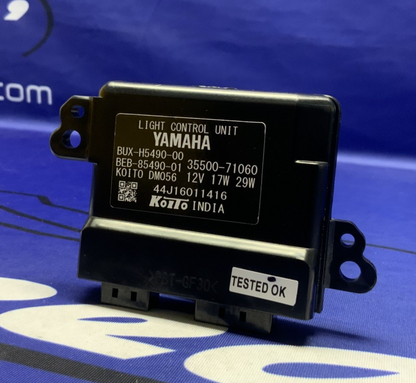 .com
LIGHT CONTROL UNIT
YAMAHA
BUX-H5490-00
BEB-85490-01 35500-71060
KOITO DM056 12V 17W 29W
44J16011416
KOITO INDIA
TESTED OK